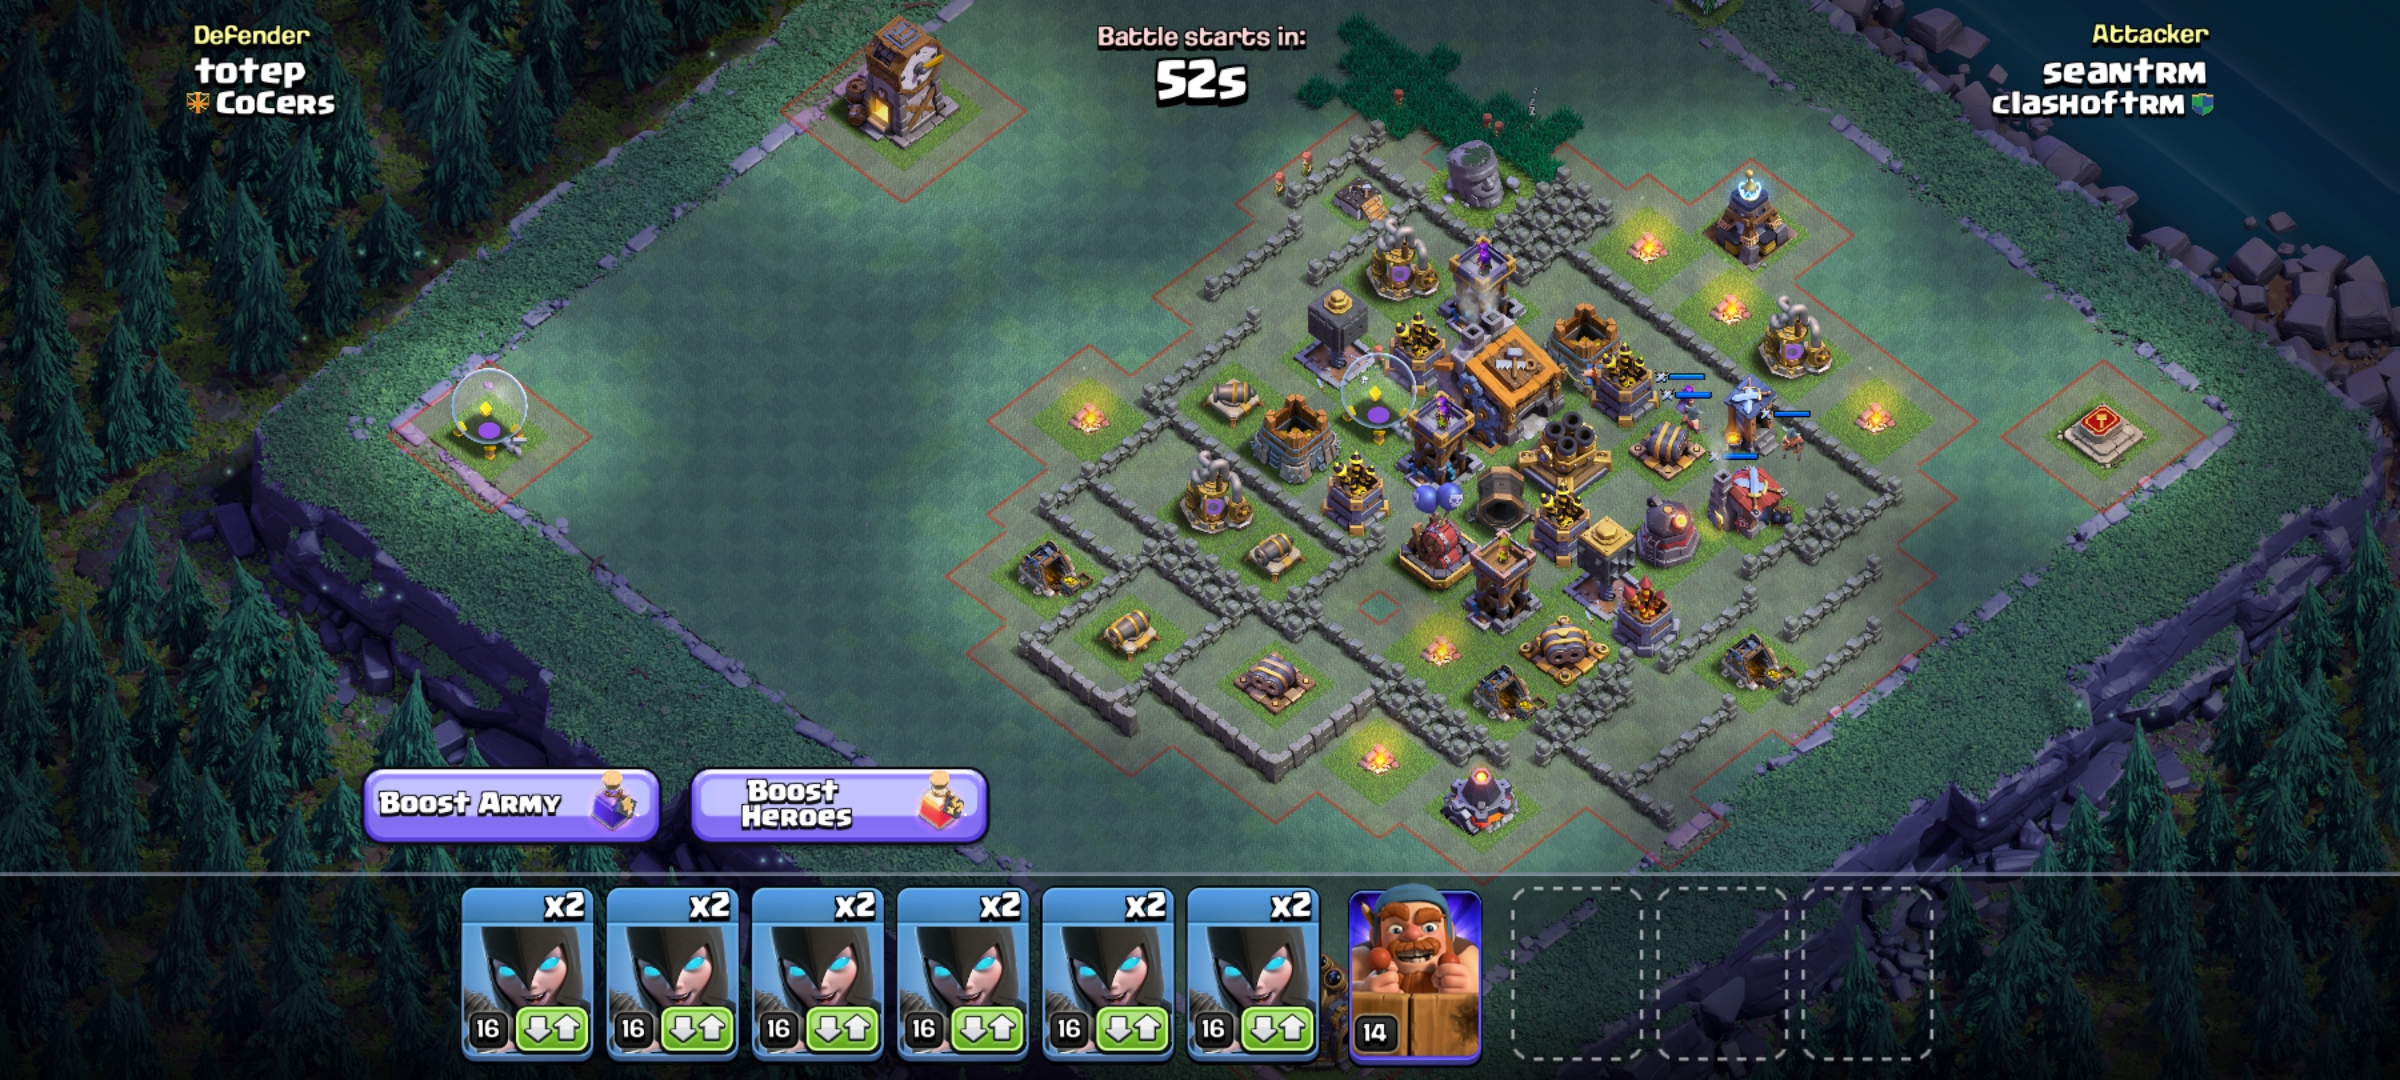 Defender
totep
CoCers
Battle starts in:
52s
Attacker
seantrm
clashoftrm
Boost Army
Boost
Heroes
x2
x2
x2
x2
x2
x2
16
16
16
16
16
16
14